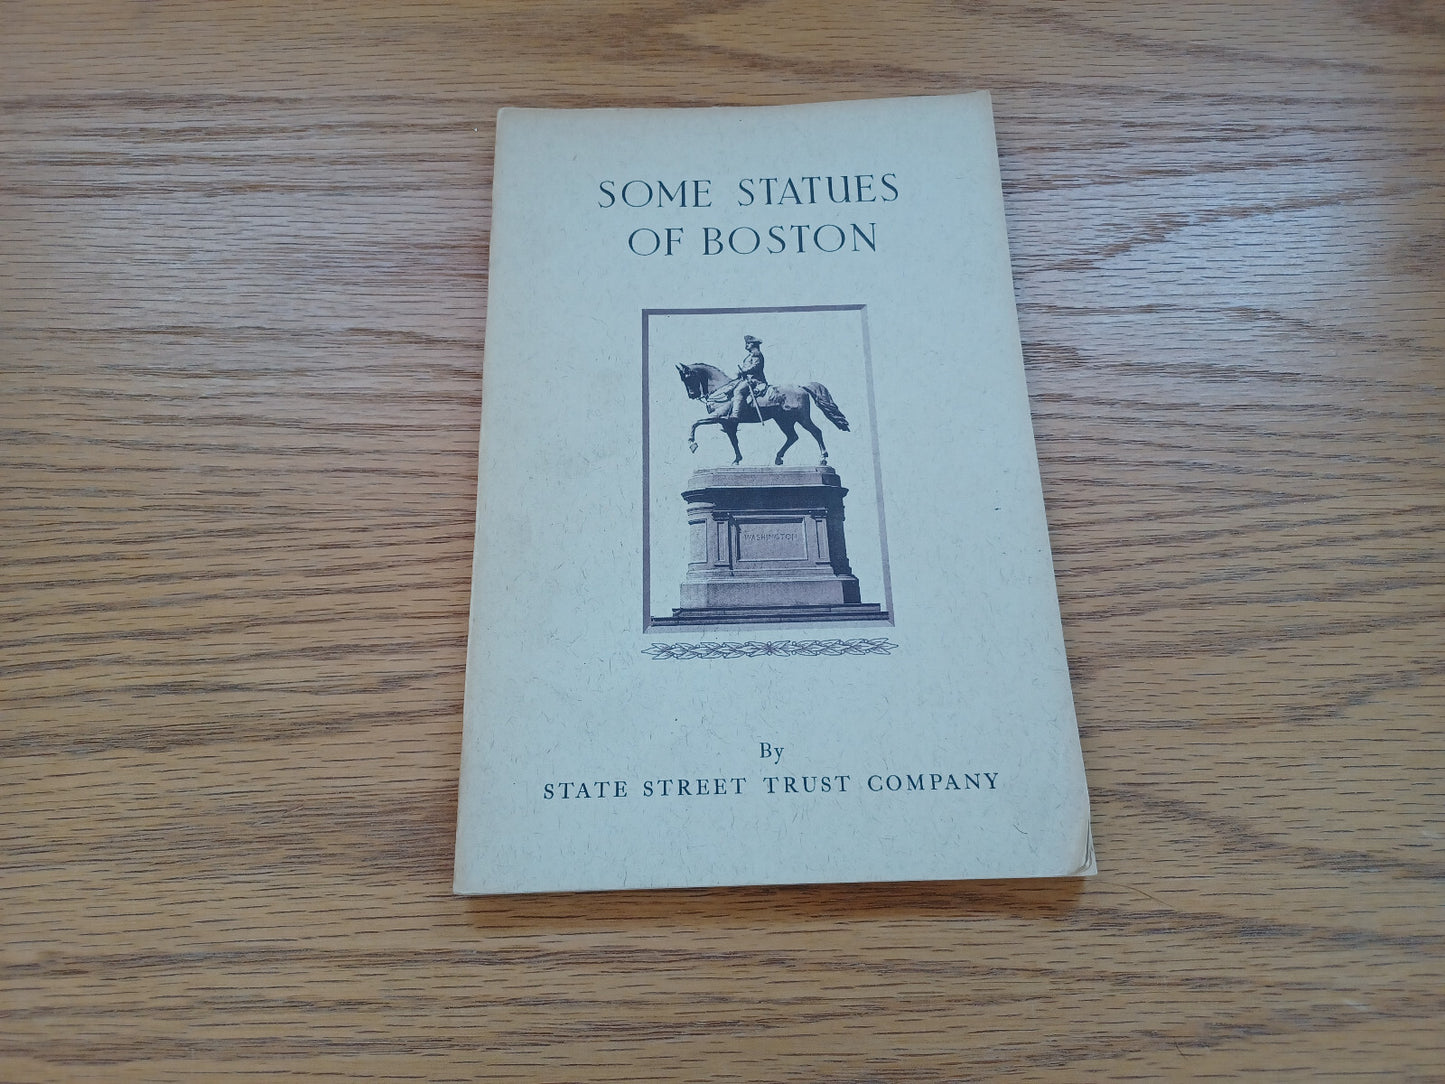 SOME STATUES
OF BOSTON
WASHINGTON
By
STATE STREET TRUST COMPANY